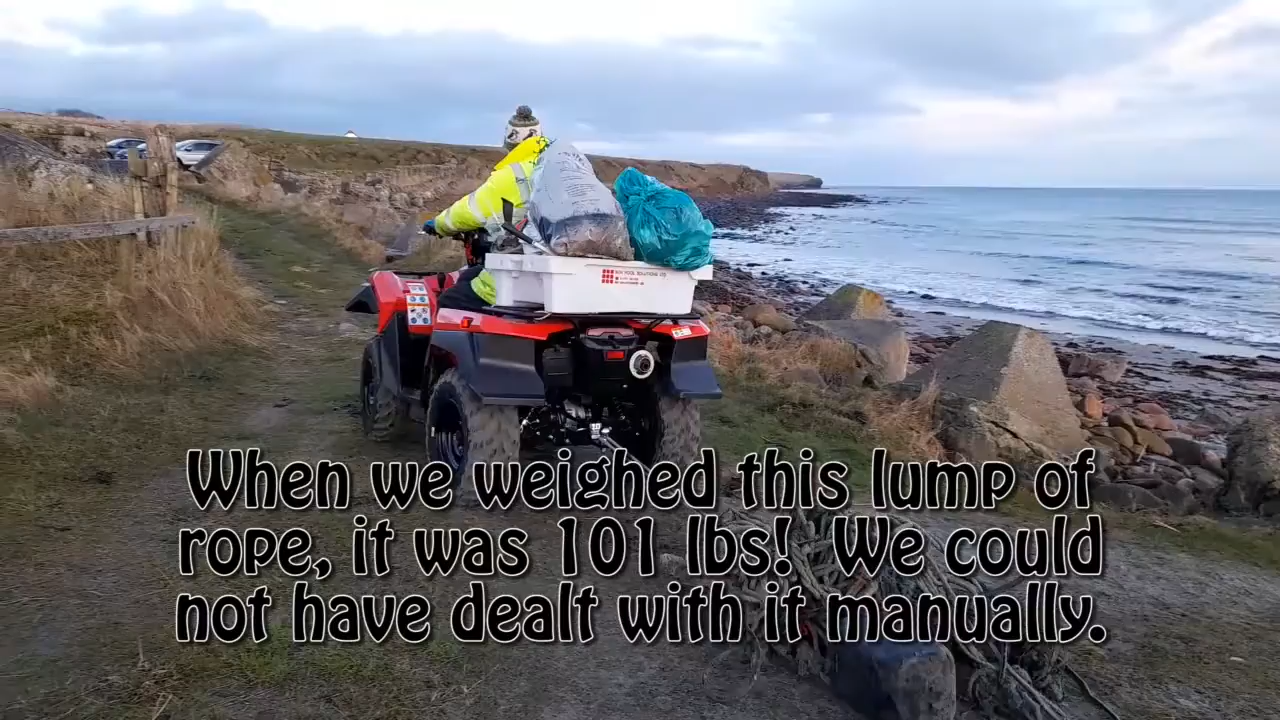 When we weighed this lump of
rope, it was 101 lbs! We could
not have dealt with it manually.